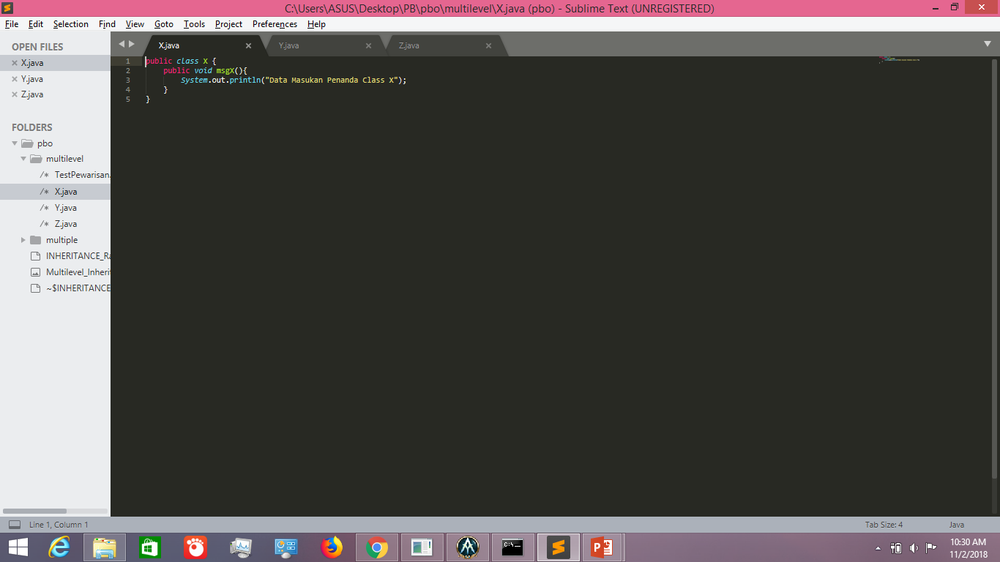 C:\Users\ASUS\Desktop\PB\pbo\multilevel\X.java (pbo) - Sublime Text (UNREGISTERED)
File Edit Selection Find View Goto Tools Project Preferences Help
OPEN FILES
X.java
Y.java
Z.java
FOLDERS
pbo
multilevel
/* TestPewarisan.
/* X.java
/* Y.java
/* Z.java
multiple
INHERITANCE_Ra
Multilevel_Inheri
~$INHERITANCE
X.java Y.java Z.java
1 public class X {
2 public void msgX(){
3 System.out.println("Data Masukan Penanda Class X");
4 }
5 }
Line 1, Column 1 Tab Size: 4 Java
10:30 AM
11/2/2018